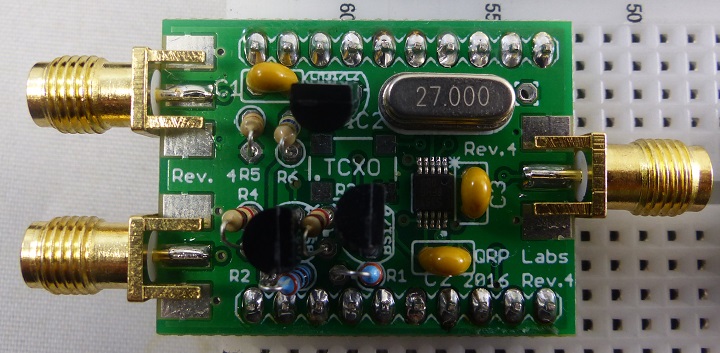 60
55
50
C1
IC2
27.000
R5
R6
Rev.4
Rev. 4
TCXO
R4
C3
QRP Labs
R2
R1
C2 2016 Rev.4